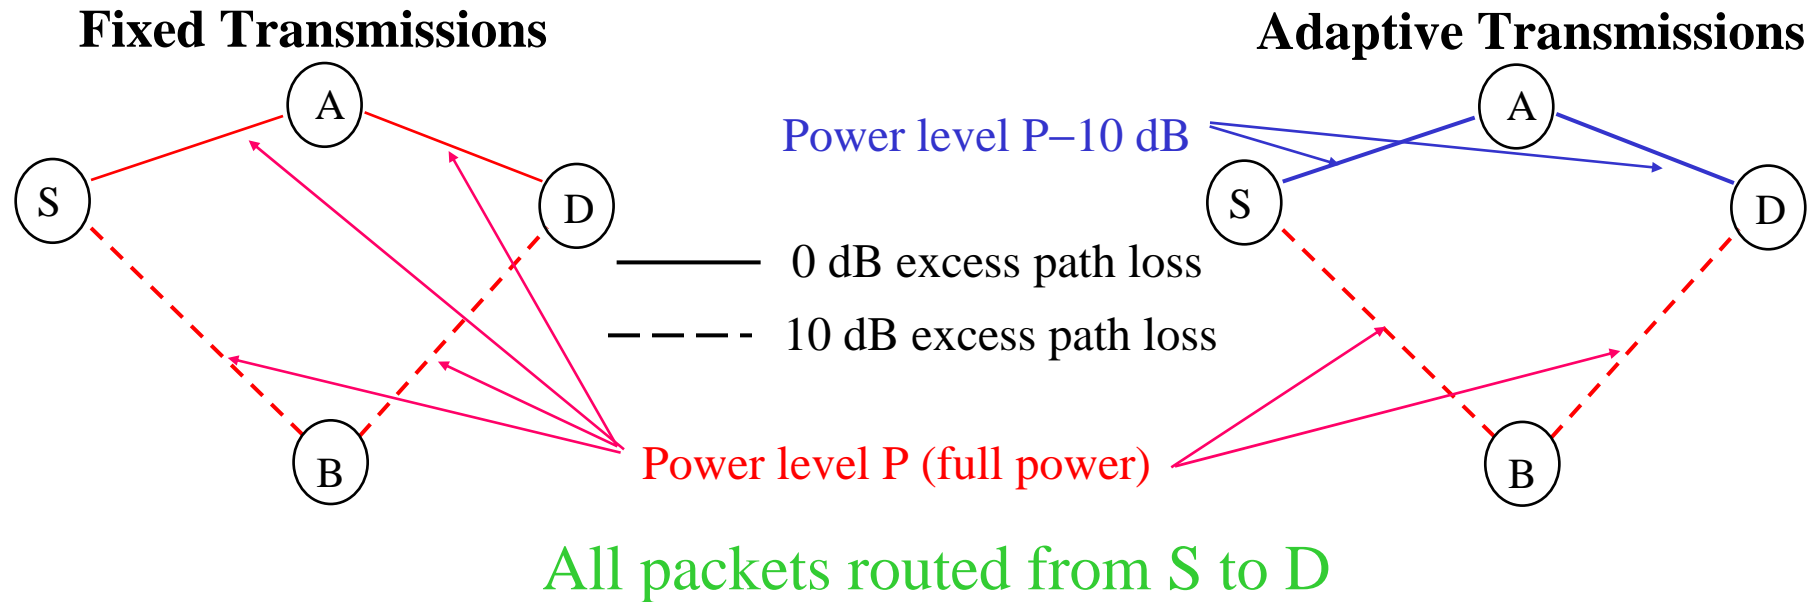 Fixed Transmissions
Adaptive Transmissions
A
A
Power level P–10 dB
S
D
S
D
0 dB excess path loss
10 dB excess path loss
B
Power level P (full power)
B
All packets routed from S to D